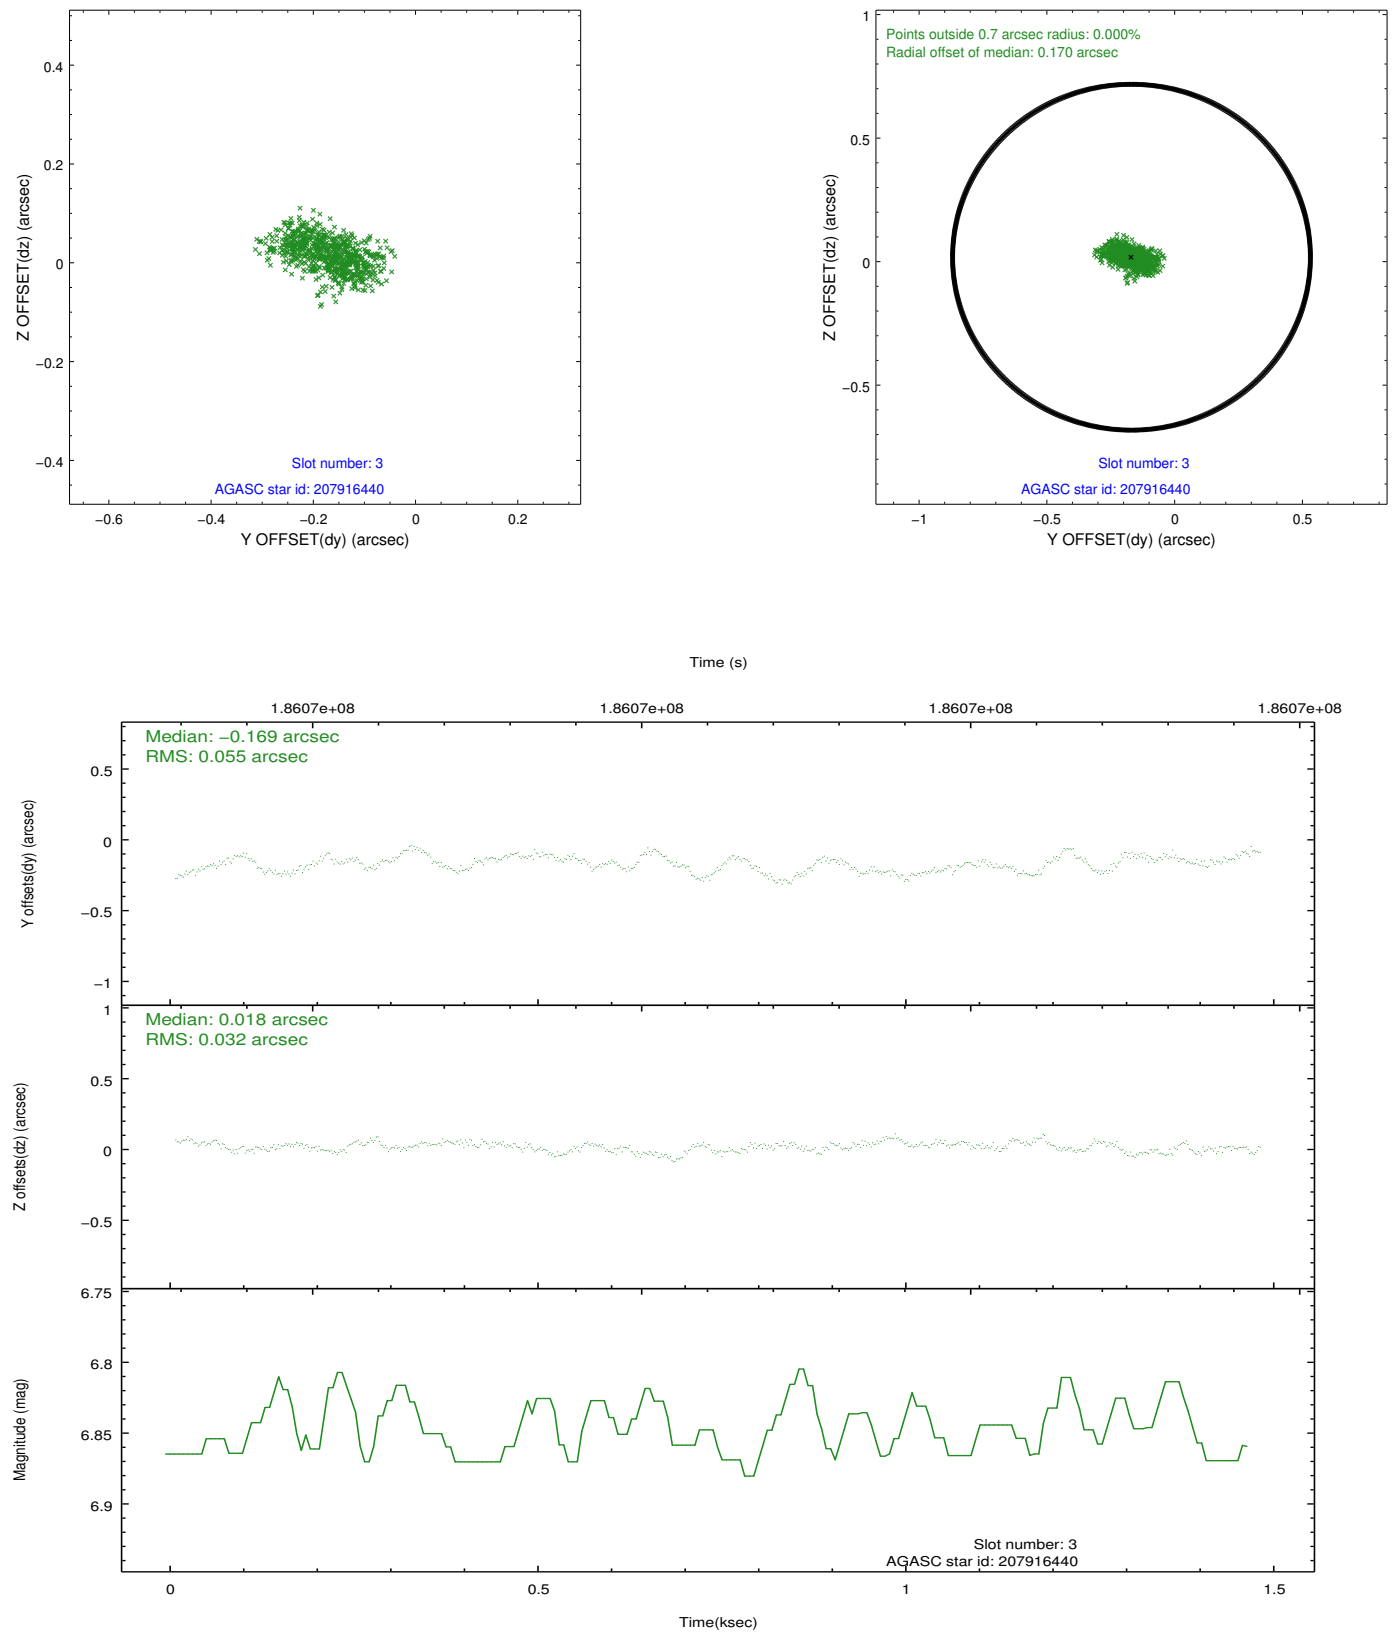 0.4
0.2
0
−0.2
−0.4
Z OFFSET(dz) (arcsec)
Slot number: 3
AGASC star id: 207916440
−0.6
−0.4
−0.2
0
0.2
Y OFFSET(dy) (arcsec)
Points outside 0.7 arcsec radius: 0.000%
Radial offset of median: 0.170 arcsec
1
0.5
0
−0.5
Z OFFSET(dz) (arcsec)
Slot number: 3
AGASC star id: 207916440
−1
−0.5
0
0.5
Y OFFSET(dy) (arcsec)
Time (s)
1.8607e+08
1.8607e+08
1.8607e+08
1.8607e+08
Median: −0.169 arcsec
RMS: 0.055 arcsec
0.5
0
−0.5
−1
Y offsets(dy) (arcsec)
Median: 0.018 arcsec
RMS: 0.032 arcsec
1
0.5
0
−0.5
Z offsets(dz) (arcsec)
6.75
6.8
6.85
6.9
Magnitude (mag)
Slot number: 3
AGASC star id: 207916440
0
0.5
1
1.5
Time(ksec)